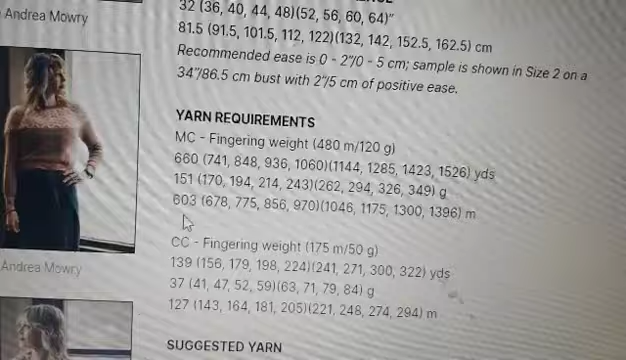 Andrea Mowry
32 (36, 40, 44, 48)(52, 56, 60, 64)"
81.5 (91.5, 101.5, 112, 122)(132, 142, 152.5, 162.5) cm
Recommended ease is 0 - 2"/0 - 5 cm; sample is shown in Size 2 on a
34"/86.5 cm bust with 2"/5 cm of positive ease.
YARN REQUIREMENTS
MC - Fingering weight (480 m/120 g)
660 (741, 848, 936, 1060)(1144, 1285, 1423, 1526) yds
151 (170, 194, 214, 243)(262, 294, 326, 349) g
603 (678, 775, 856, 970)(1046, 1175, 1300, 1396) m
CC - Fingering weight (175 m/50 g)
139 (156, 179, 198, 224)(241, 271, 300, 322) yds
37 (41, 47, 52, 59)(63, 71, 79, 84) g
127 (143, 164, 181, 205)(221, 248, 274, 294) m
Andrea Mowry
SUGGESTED YARN